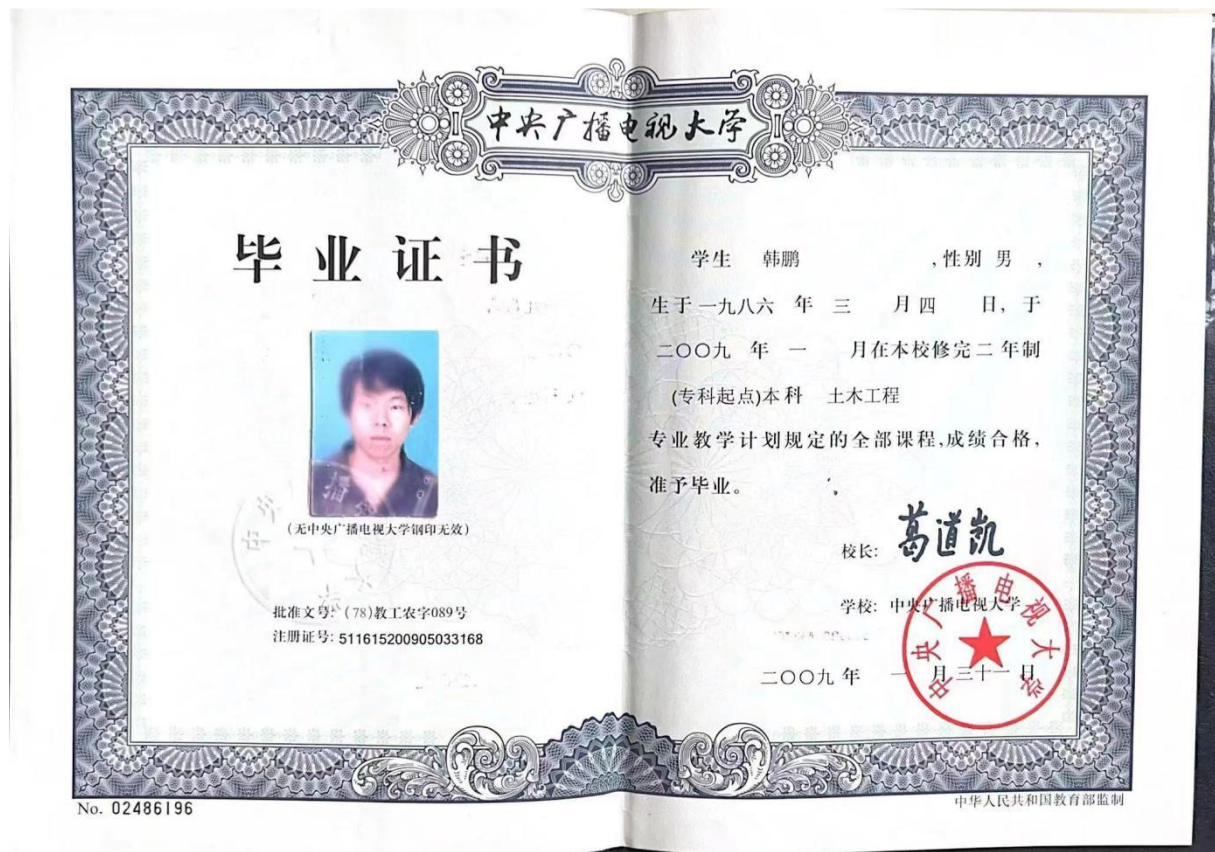 中央广播电视大学
毕业证书
(无中央广播电视大学钢印无效)
批准文号:(78)教工农字089号
注册证号: 511615200905033168
No. 02486196
学生 韩鹏 ,性别 男 ,
生于一九八六 年 三 月四 日, 于
二〇〇九 年 一 月在本校修完二 年制
(专科起点)本科 土木工程
专业教学计划规定的全部课程,成绩合格,
准予毕业。
校长: 葛道凯
学校: 中央广播电视大学
二〇〇九 年 一 月三十一 日
中央广播电视大学
中华人民共和国教育部监制